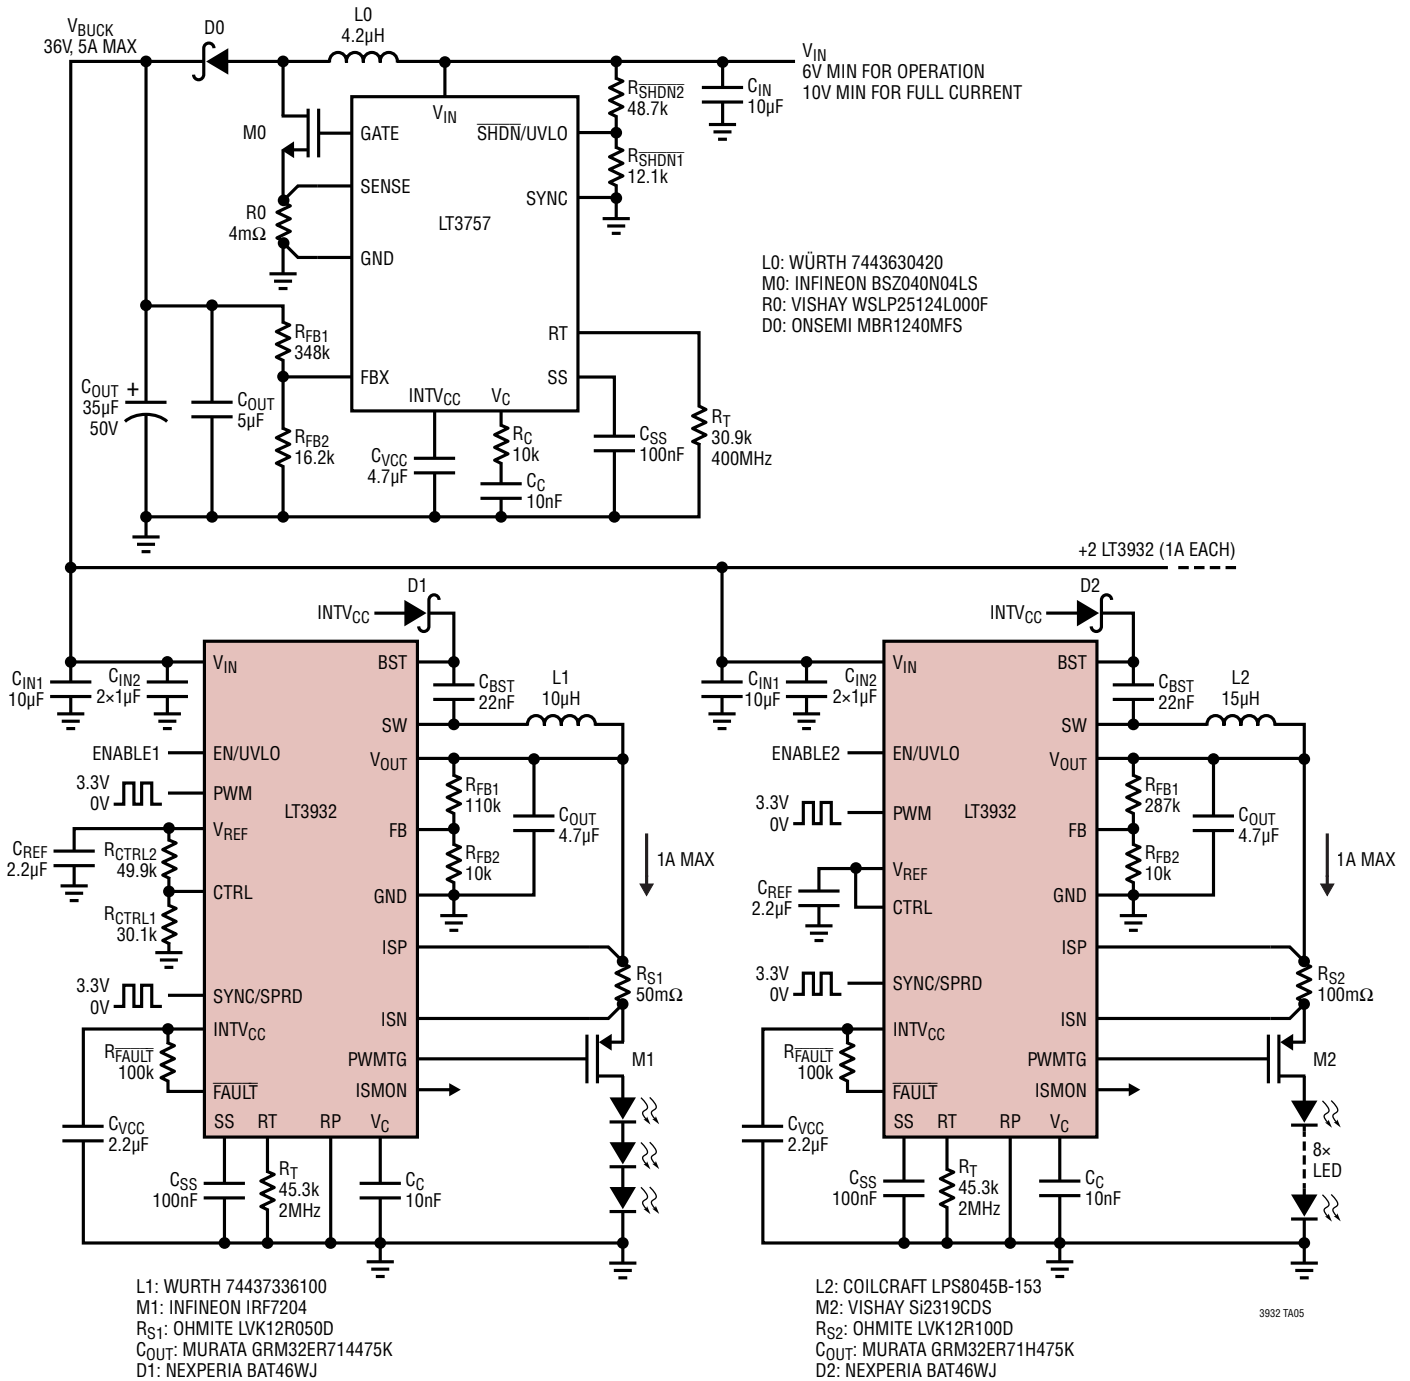 VBUCK
36V, 5A MAX
D0
L0
4.2µH
VIN
6V MIN FOR OPERATION
10V MIN FOR FULL CURRENT
M0
GATE
VIN
SHDN/UVLO
RSHDN2
48.7k
CIN
10µF
RSHDN1
12.1k
SENSE
SYNC
R0
4mΩ
LT3757
GND
L0: WÜRTH 7443630420
M0: INFINEON BSZ040N04LS
R0: VISHAY WSLP25124L000F
D0: ONSEMI MBR1240MFS
RFB1
348k
RT
FBX
SS
INTVCC
VC
COUT
35µF
50V
+
COUT
5µF
RFB2
16.2k
CVCC
4.7µF
RC
10k
CC
10nF
CSS
100nF
RT
30.9k
400MHz
+2 LT3932 (1A EACH)
INTVCC
D1
VIN
BST
CIN1
10µF
CIN2
2×1µF
CBST
22nF
L1
10µH
SW
ENABLE1
EN/UVLO
VOUT
3.3V
0V
PWM
LT3932
RFB1
110k
COUT
4.7µF
VREF
FB
CREF
2.2µF
RCTRL2
49.9k
RFB2
10k
1A MAX
CTRL
GND
RCTRL1
30.1k
ISP
3.3V
0V
SYNC/SPRD
RS1
50mΩ
INTVCC
ISN
RFAULT
100k
PWMTG
M1
FAULT
ISMON
SS
RT
RP
VC
CVCC
2.2µF
CSS
100nF
RT
45.3k
2MHz
CC
10nF
L1: WURTH 74437336100
M1: INFINEON IRF7204
RS1: OHMITE LVK12R050D
COUT: MURATA GRM32ER714475K
D1: NEXPERIA BAT46WJ
INTVCC
D2
VIN
BST
CIN1
10µF
CIN2
2×1µF
CBST
22nF
L2
15µH
SW
ENABLE2
EN/UVLO
VOUT
3.3V
0V
PWM
LT3932
RFB1
287k
COUT
4.7µF
FB
VREF
RFB2
10k
1A MAX
CREF
2.2µF
CTRL
GND
ISP
3.3V
0V
SYNC/SPRD
RS2
100mΩ
INTVCC
ISN
RFAULT
100k
PWMTG
M2
FAULT
ISMON
SS
RT
RP
VC
CVCC
2.2µF
8×
LED
CSS
100nF
RT
45.3k
2MHz
CC
10nF
L2: COILCRAFT LPS8045B-153
M2: VISHAY Si2319CDS
RS2: OHMITE LVK12R100D
COUT: MURATA GRM32ER71H475K
D2: NEXPERIA BAT46WJ
3932 TA05